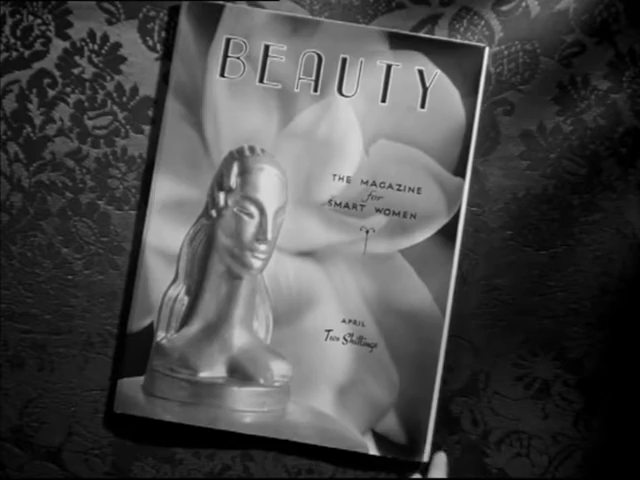 BEAUTY
THE MAGAZINE
for
SMART WOMEN
APRIL
Two Shillings